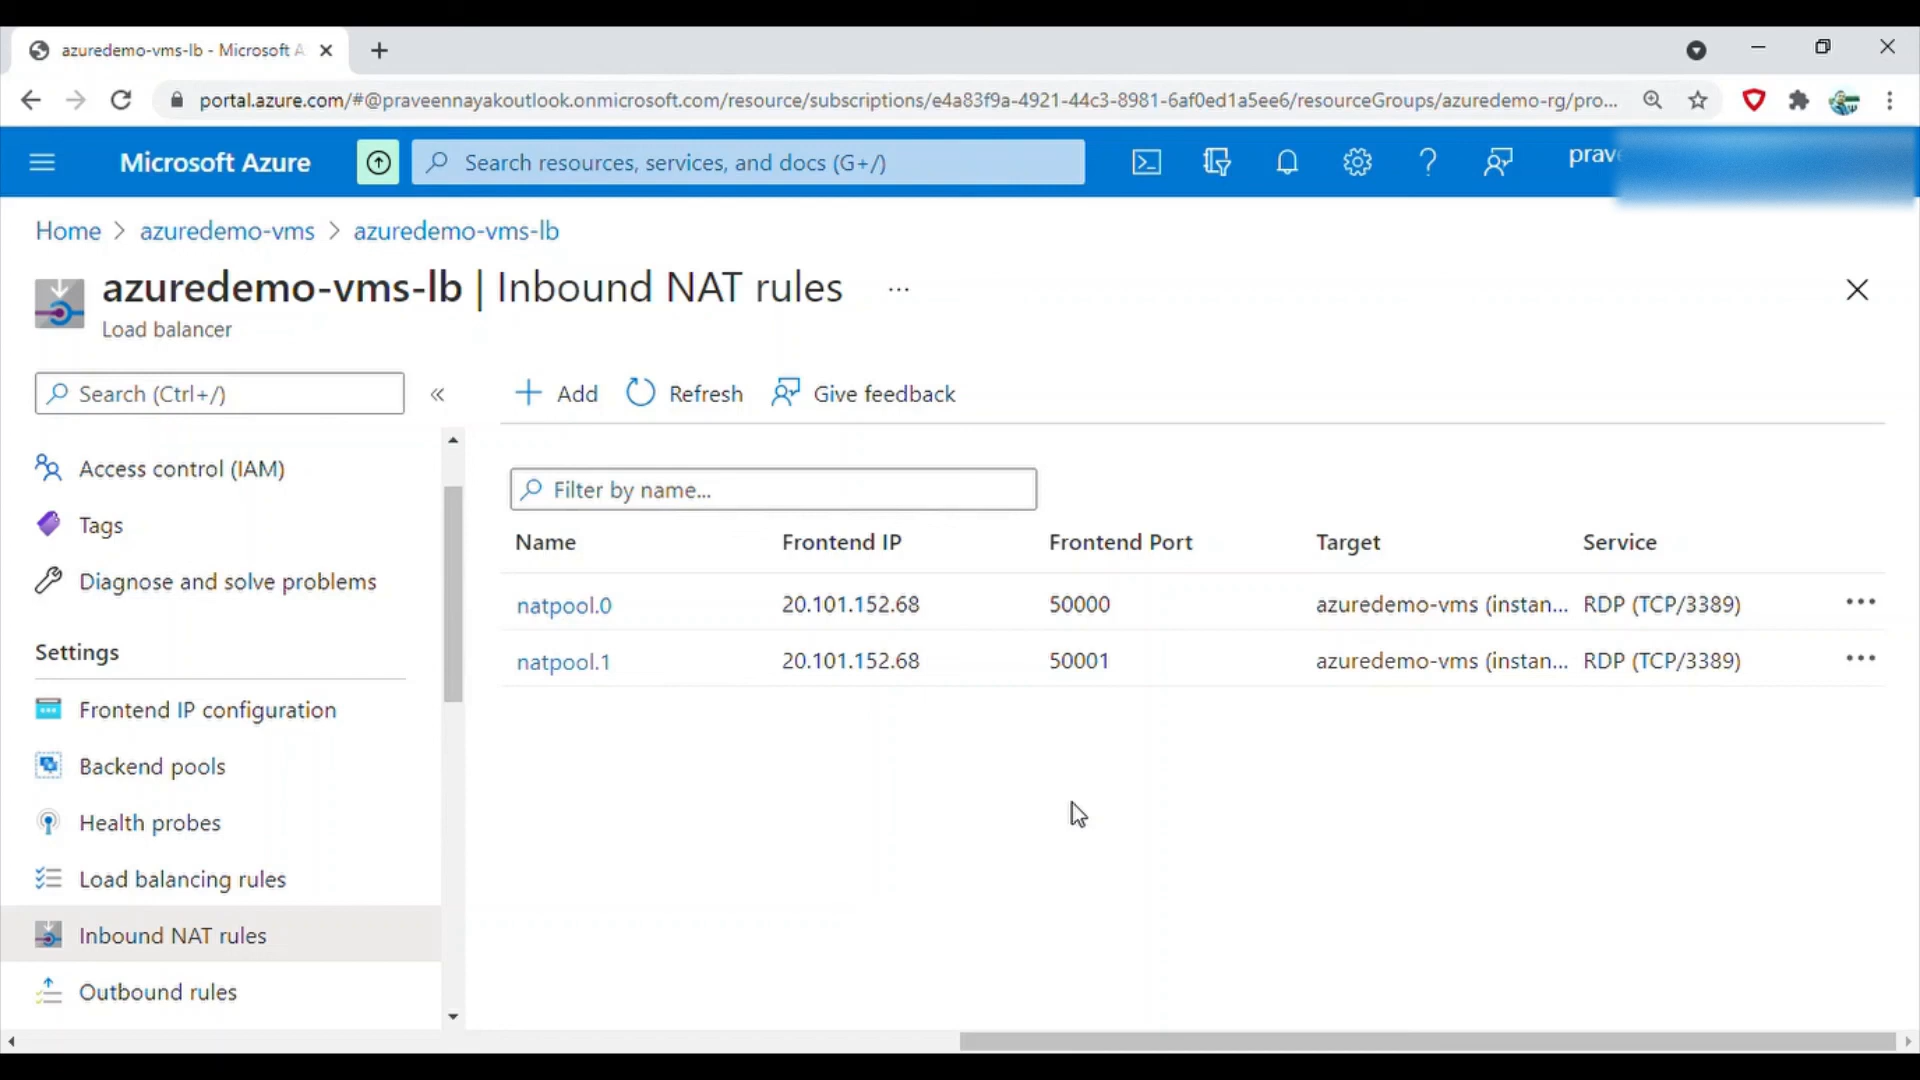 azuredemo-vms-lb - Microsoft A
portal.azure.com/#@praveennayakoutlook.onmicrosoft.com/resource/subscriptions/e4a83f9a-4921-44c3-8981-6af0ed1a5ee6/resourceGroups/azuredemo-rg/pro...
Microsoft Azure
Search resources, services, and docs (G+/)
prave
Home > azuredemo-vms > azuredemo-vms-lb
azuredemo-vms-lb | Inbound NAT rules ...
Load balancer
Search (Ctrl+/)
«
Add Refresh Give feedback
Access control (IAM)
Tags
Diagnose and solve problems
Settings
Frontend IP configuration
Backend pools
Health probes
Load balancing rules
Inbound NAT rules
Outbound rules
Filter by name...
Name Frontend IP Frontend Port Target Service
natpool.0 20.101.152.68 50000 azuredemo-vms (instan... RDP (TCP/3389) ...
natpool.1 20.101.152.68 50001 azuredemo-vms (instan... RDP (TCP/3389) ...